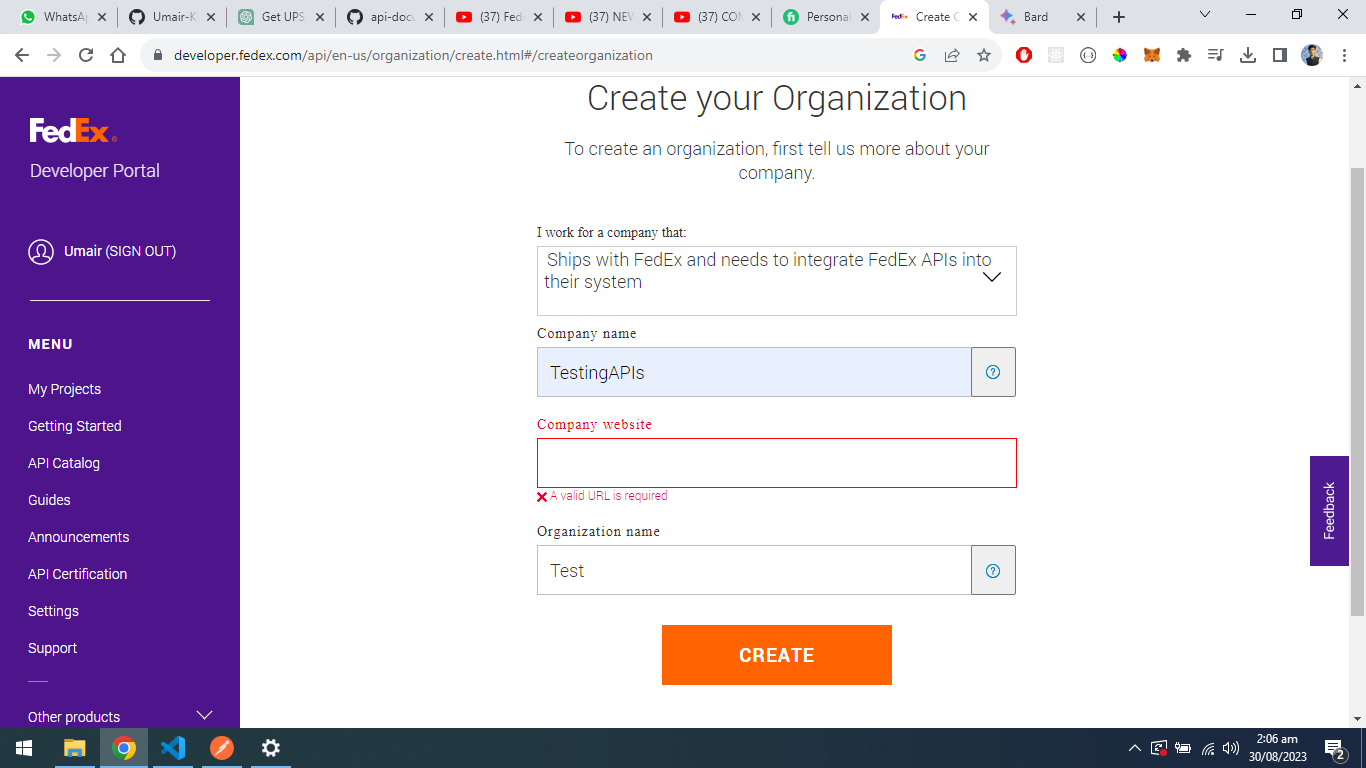 WhatsAp
Umair-K
Get UPS
api-docu
(37) Fed
(37) NEW
(37) COM
Personal
Create O
Bard
developer.fedex.com/api/en-us/organization/create.html#/createorganization
FedEx®
Developer Portal
Umair (SIGN OUT)
MENU
My Projects
Getting Started
API Catalog
Guides
Announcements
API Certification
Settings
Support
Other products
Create your Organization
To create an organization, first tell us more about your
company.
I work for a company that:
Ships with FedEx and needs to integrate FedEx APIs into
their system
Company name
TestingAPIs
Company website
A valid URL is required
Organization name
Test
CREATE
Feedback
2:06 am
30/08/2023
2